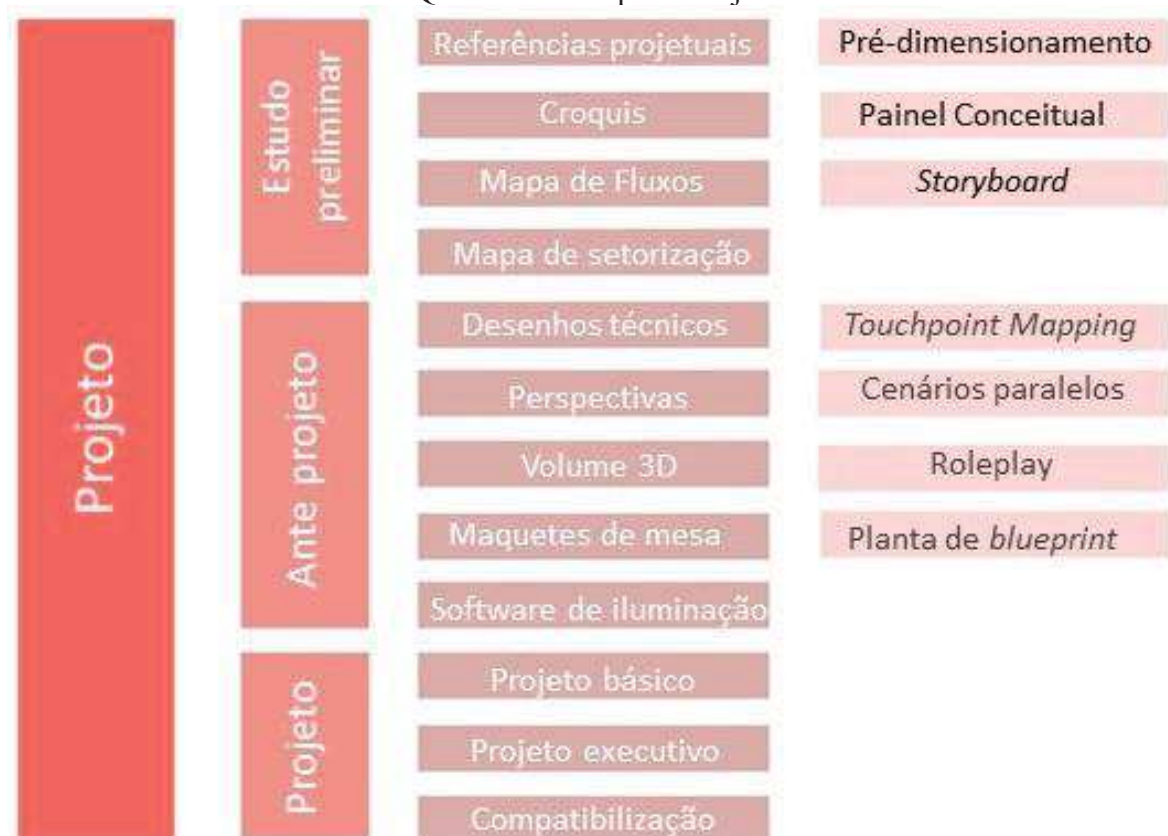 Projeto
Estudo
preliminar
Referências projetuais
Pré-dimensionamento
Croquis
Painel Conceitual
Mapa de Fluxos
Storyboard
Mapa de setorização
Ante projeto
Desenhos técnicos
Touchpoint Mapping
Perspectivas
Cenários paralelos
Volume 3D
Roleplay
Maquetes de mesa
Planta de blueprint
Software de iluminação
Projeto
Projeto básico
Projeto executivo
Compatibilização